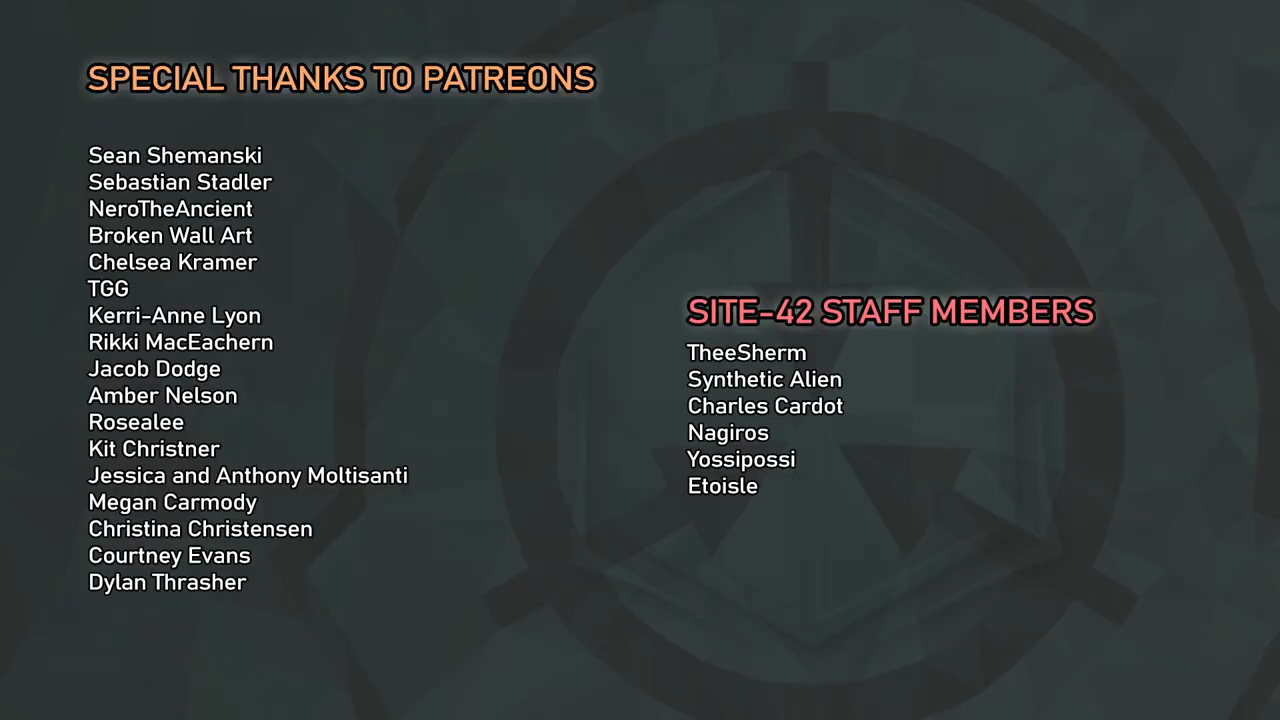 SPECIAL THANKS TO PATREONS
Sean Shemanski
Sebastian Stadler
NeroTheAncient
Broken Wall Art
Chelsea Kramer
TGG
Kerri-Anne Lyon
Rikki MacEachern
Jacob Dodge
Amber Nelson
Rosealee
Kit Christner
Jessica and Anthony Moltisanti
Megan Carmody
Christina Christensen
Courtney Evans
Dylan Thrasher
SITE-42 STAFF MEMBERS
TheeSherm
Synthetic Alien
Charles Cardot
Nagiros
Yossipossi
Etoisle